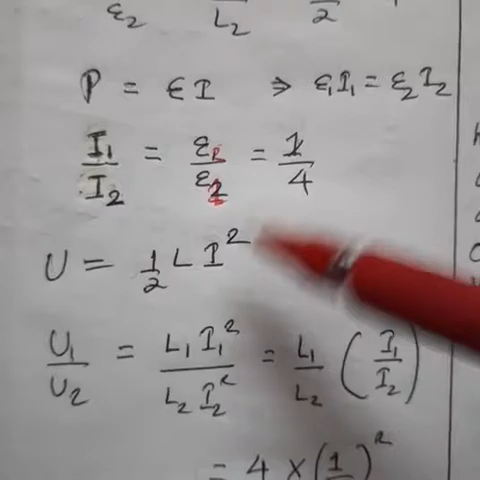 ε₂ L₂ 2
P = εI ⇒ ε₁I₁ = ε₂I₂
I₁/I₂ = ε₂/ε₁ = 1/4
U = 1/2 L I²
U₁/U₂ = L₁I₁²/L₂I₂² = L₁/L₂ (I₁/I₂)
= 4 × (1/ )²